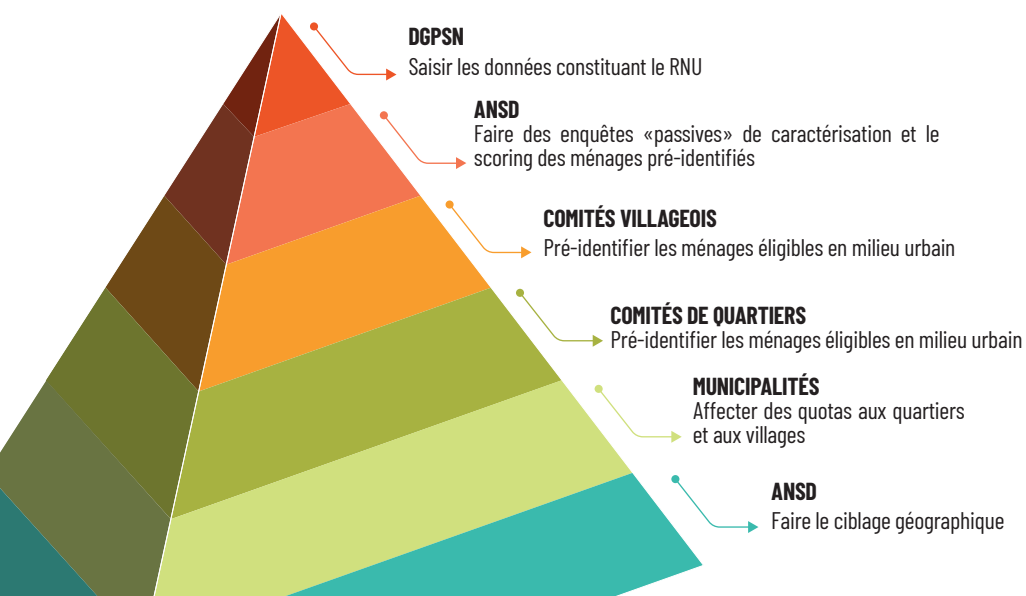 DGPSN
Saisir les données constituant le RNU
ANSD
Faire des enquêtes «passives» de caractérisation et le
scoring des ménages pré-identifiés
COMITÉS VILLAGEOIS
Pré-identifier les ménages éligibles en milieu urbain
COMITÉS DE QUARTIERS
Pré-identifier les ménages éligibles en milieu urbain
MUNICIPALITÉS
Affecter des quotas aux quartiers
et aux villages
ANSD
Faire le ciblage géographique